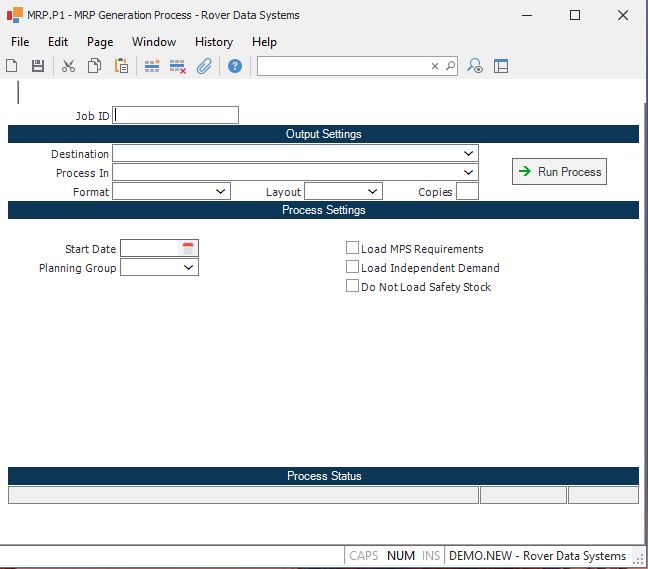 MRP.P1 - MRP Generation Process - Rover Data Systems
File Edit Page Window History Help
Job ID
Output Settings
Destination
Process In
Run Process
Format Layout Copies
Process Settings
Start Date Load MPS Requirements
Planning Group Load Independent Demand
Do Not Load Safety Stock
Process Status
CAPS NUM INS DEMO.NEW - Rover Data Systems